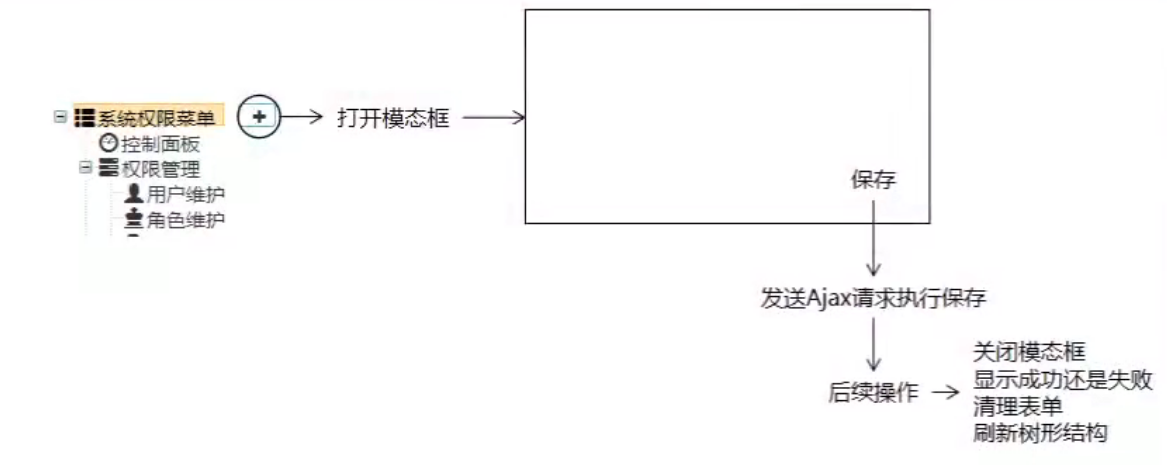 系统权限菜单
控制面板
权限管理
用户维护
角色维护
打开模态框
保存
发送Ajax请求执行保存
后续操作
关闭模态框
显示成功还是失败
清理表单
刷新树形结构